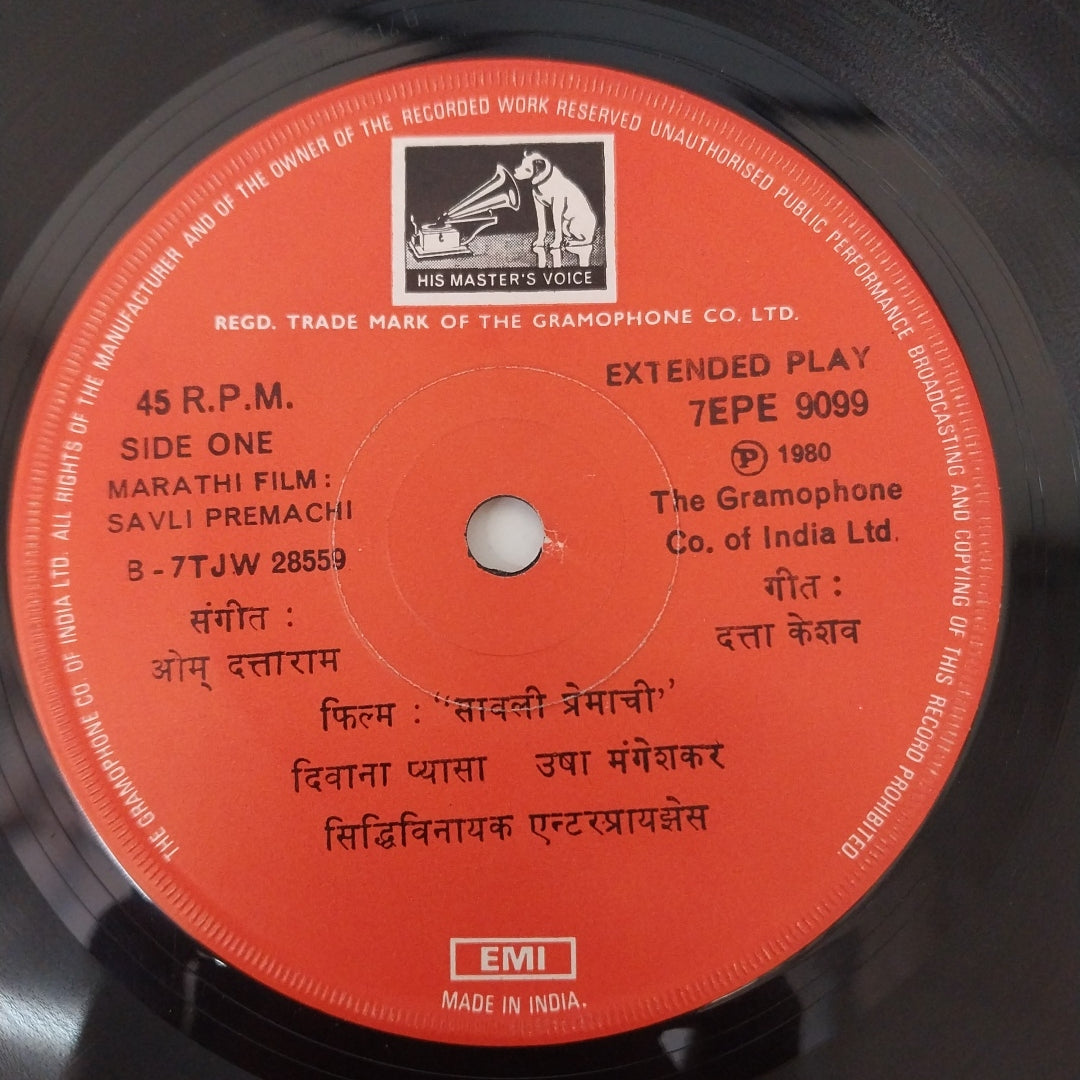 THE GRAMOPHONE CO. OF INDIA LTD. ALL RIGHTS OF THE MANUFACTURER AND OF THE OWNER OF THE RECORDED WORK RESERVED UNAUTHORISED PUBLIC PERFORMANCE BROADCASTING AND COPYING OF THIS RECORD PROHIBITED.
HIS MASTER'S VOICE
REGD. TRADE MARK OF THE GRAMOPHONE CO. LTD.
45 R.P.M.
SIDE ONE
MARATHI FILM:
SAVLI PREMACHI
B-7TJW 28559
संगीत :
ओम् दत्ताराम
EXTENDED PLAY
7EPE 9099
Ⓟ 1980
The Gramophone
Co. of India Ltd.
गीत :
दत्ता केशव
फिल्म : "सावली प्रेमाची"
दिवाना प्यासा उषा मंगेशकर
सिद्धिविनायक एन्टरप्रायझेस
EMI
MADE IN INDIA.